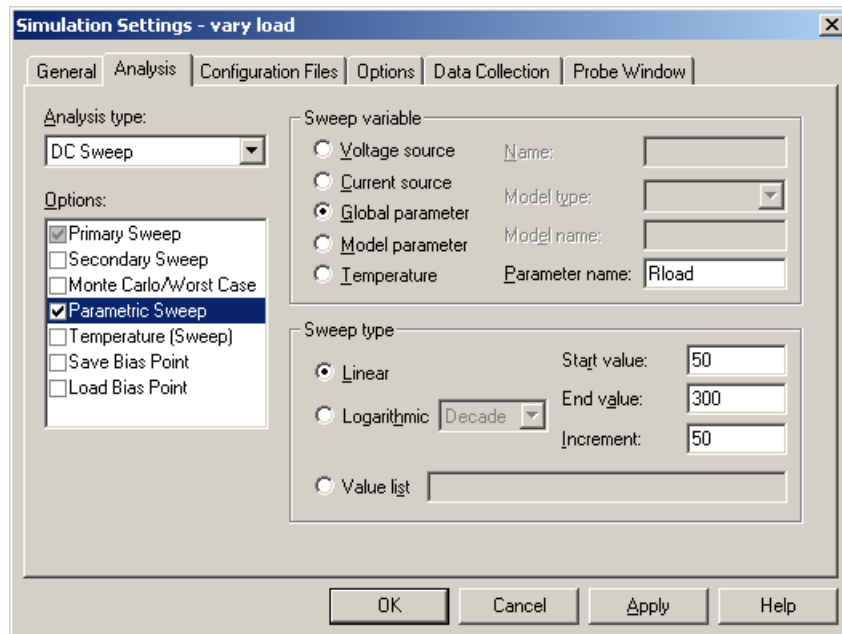 Simulation Settings - vary load
General Analysis Configuration Files Options Data Collection Probe Window
Analysis type:
DC Sweep
Options:
Primary Sweep
Secondary Sweep
Monte Carlo/Worst Case
Parametric Sweep
Temperature (Sweep)
Save Bias Point
Load Bias Point
Sweep variable
Voltage source
Current source
Global parameter
Model parameter
Temperature
Name:
Model type:
Model name:
Parameter name: Rload
Sweep type
Linear
Logarithmic Decade
Start value: 50
End value: 300
Increment: 50
Value list
OK Cancel Apply Help